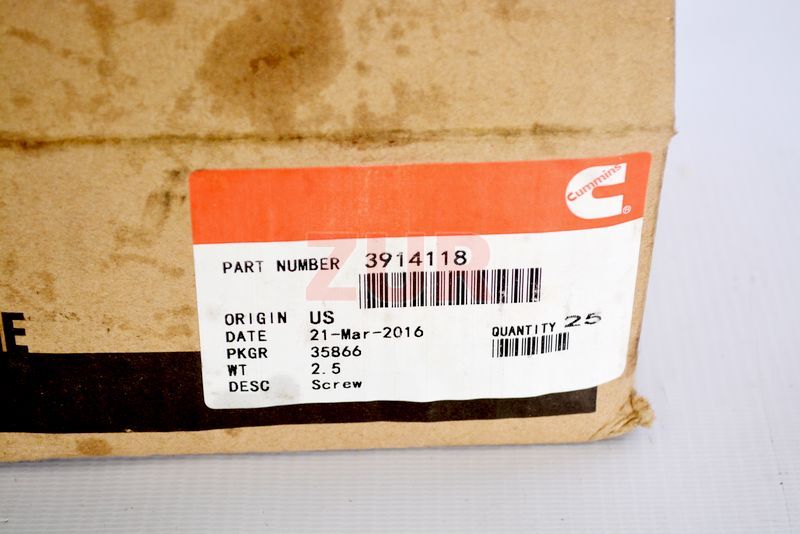 Cummins
®
PART NUMBER 3914118
ZUR
ORIGIN US
DATE 21-Mar-2016
PKGR 35866
WT 2.5
DESC Screw
QUANTITY 25